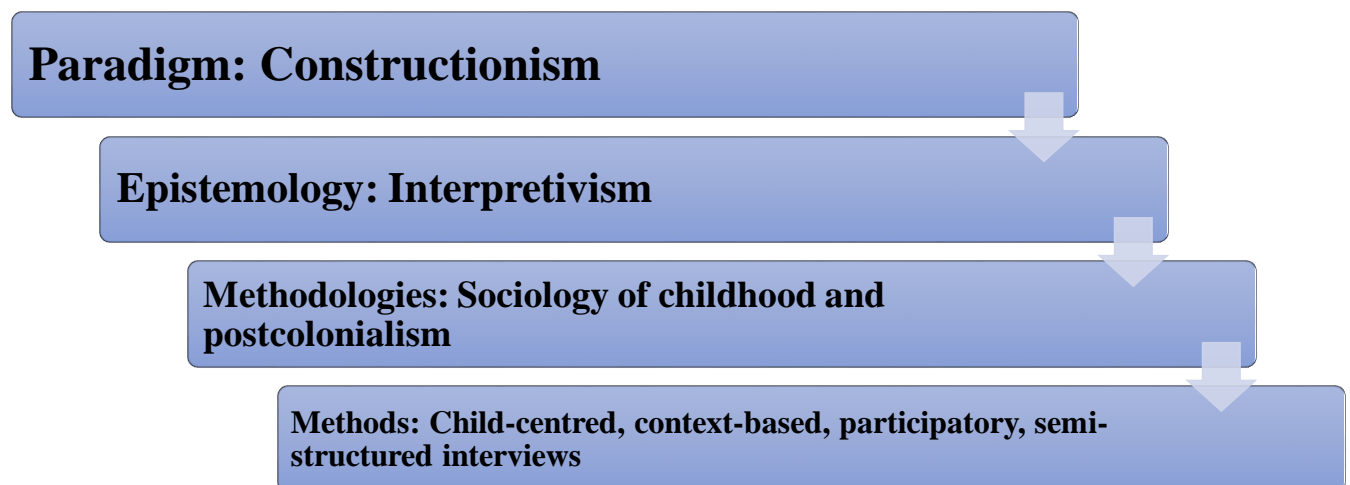 Paradigm: Constructionism
Epistemology: Interpretivism
Methodologies: Sociology of childhood and
postcolonialism
Methods: Child-centred, context-based, participatory, semi-
structured interviews